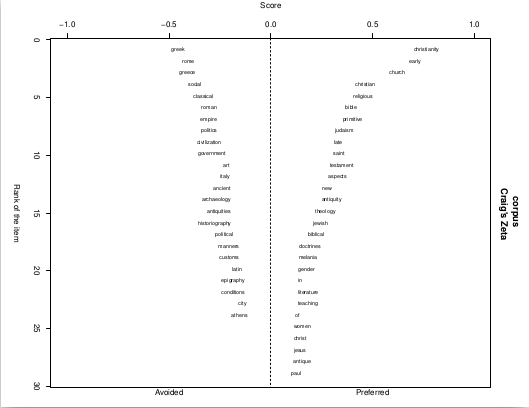 Score
−1.0 −0.5 0.0 0.5 1.0
0
greek christianity
rome early
greece church
social christian
5 classical religious
roman bible
empire primitive
politics judaism
civilization late
10 government saint
art testament
italy aspects
ancient new
archaeology antiquity
15 antiquities theology
historiography jewish
political biblical
manners doctrines
customs melania
20 latin gender
epigraphy in
conditions literature
city teaching
athens of
25 women
christ
jesus
antique
paul
30
Avoided Preferred
Rank of the item
corpus
Craig's Zeta